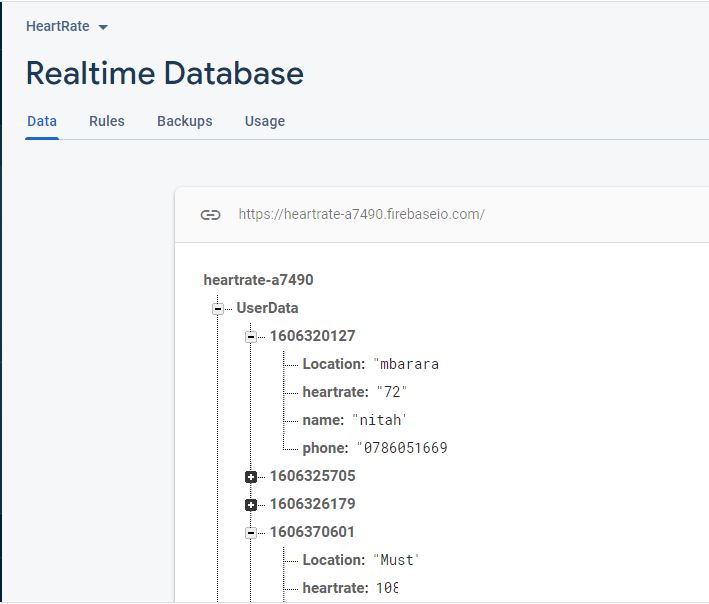 HeartRate
Realtime Database
Data Rules Backups Usage
https://heartrate-a7490.firebaseio.com/
heartrate-a7490
UserData
1606320127
Location: "mbarara
heartrate: "72"
name: "nitah'
phone: "0786051669
1606325705
1606326179
1606370601
Location: "Must'
heartrate: 108